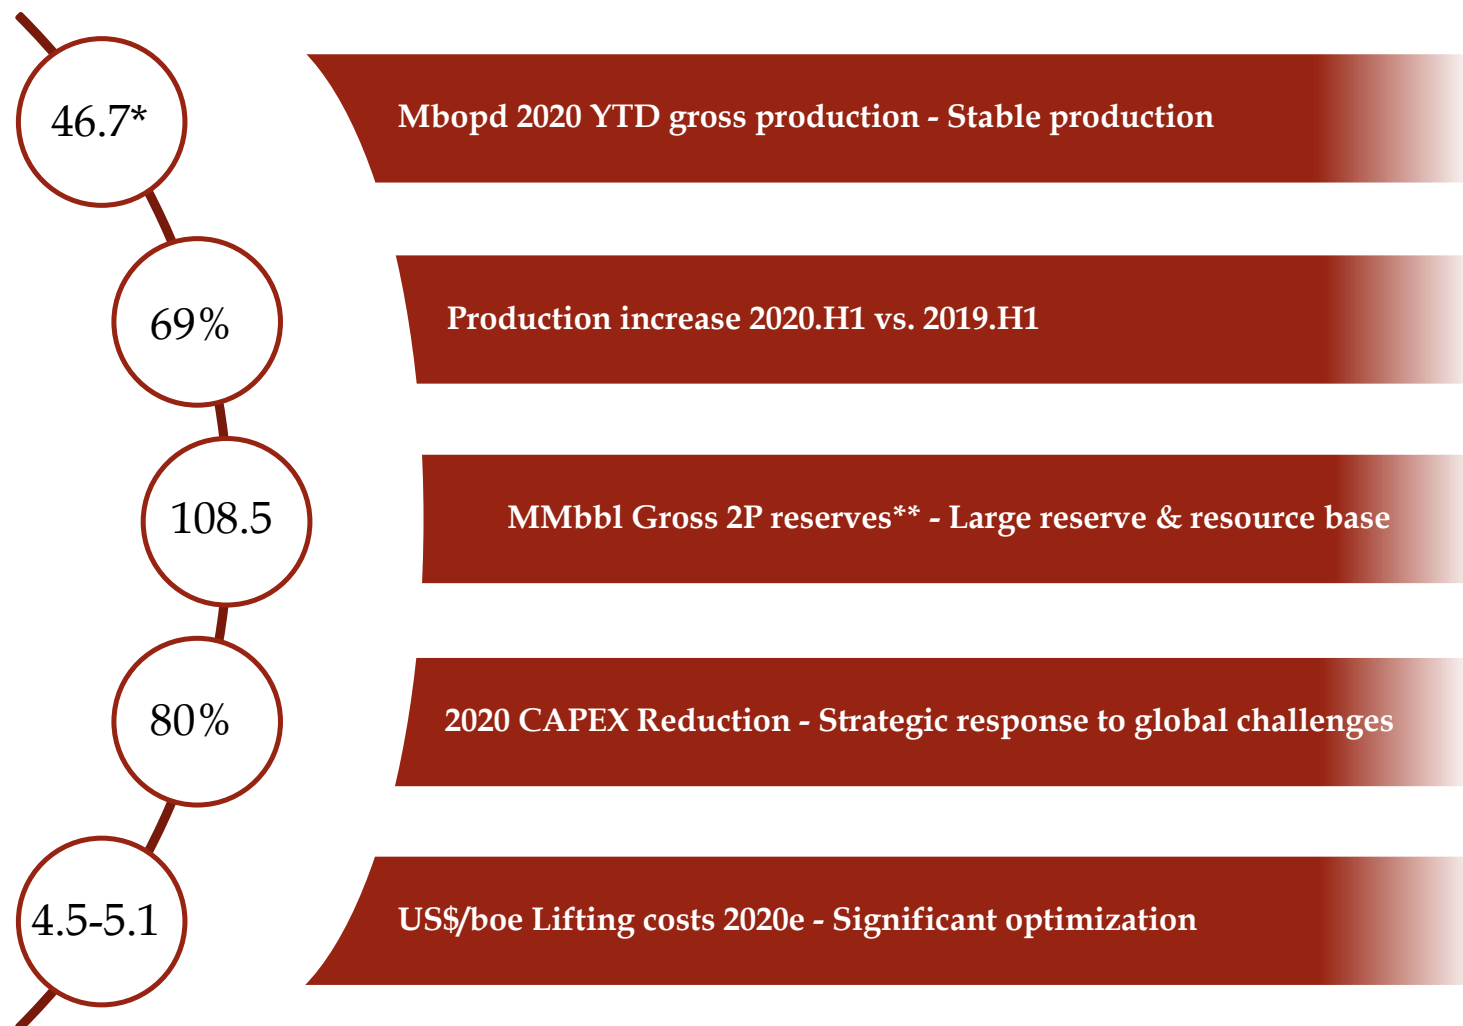 46.7*
Mbopd 2020 YTD gross production - Stable production
69%
Production increase 2020.H1 vs. 2019.H1
108.5
MMbbl Gross 2P reserves** - Large reserve & resource base
80%
2020 CAPEX Reduction - Strategic response to global challenges
4.5-5.1
US$/boe Lifting costs 2020e - Significant optimization